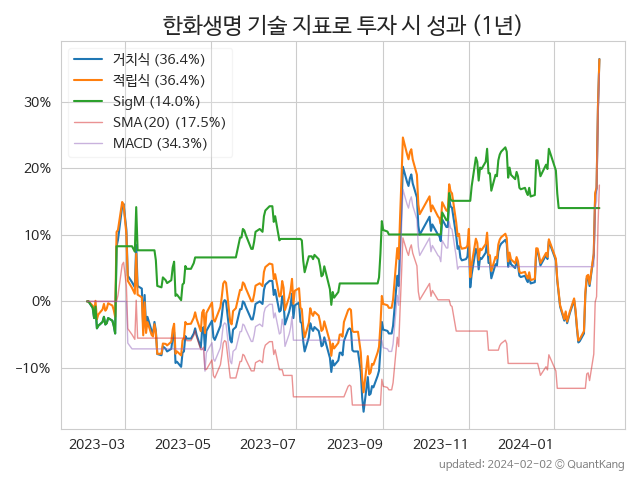 한화생명 기술 지표로 투자 시 성과 (1년)
거치식 (36.4%)
적립식 (36.4%)
SigM (14.0%)
SMA(20) (17.5%)
MACD (34.3%)
30%
20%
10%
0%
−10%
2023-03 2023-05 2023-07 2023-09 2023-11 2024-01
updated: 2024-02-02 © QuantKang